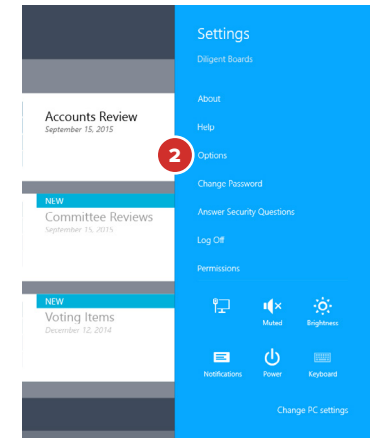 Settings
Diligent Boards
About
Help
2
Options
Change Password
Answer Security Questions
Log Off
Permissions
Muted
Brightness
Notifications
Power
Keyboard
Change PC settings
Accounts Review
September 15, 2015
NEW
Committee Reviews
September 15, 2015
NEW
Voting Items
December 12, 2014